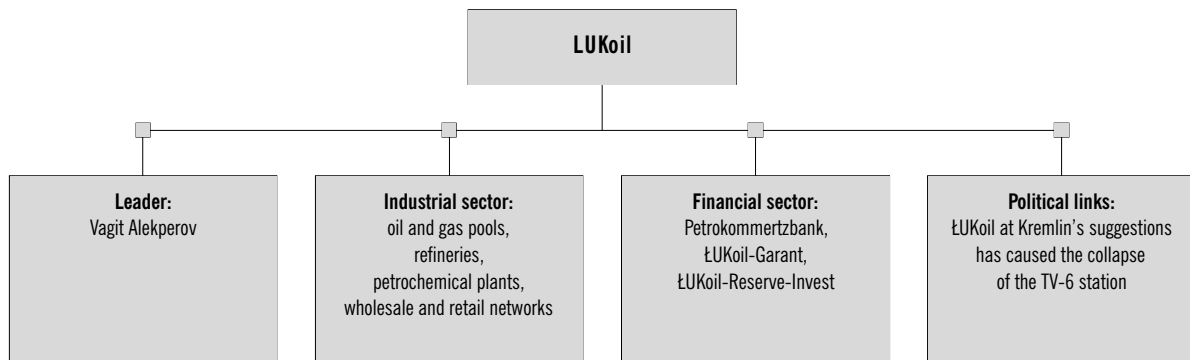 LUKoil
Leader:
Vagit Alekperov
Industrial sector:
oil and gas pools,
refineries,
petrochemical plants,
wholesale and retail networks
Financial sector:
Petrokommertzbank,
ŁUKoil-Garant,
ŁUKoil-Reserve-Invest
Political links:
ŁUKoil at Kremlin's suggestions
has caused the collapse
of the TV-6 station